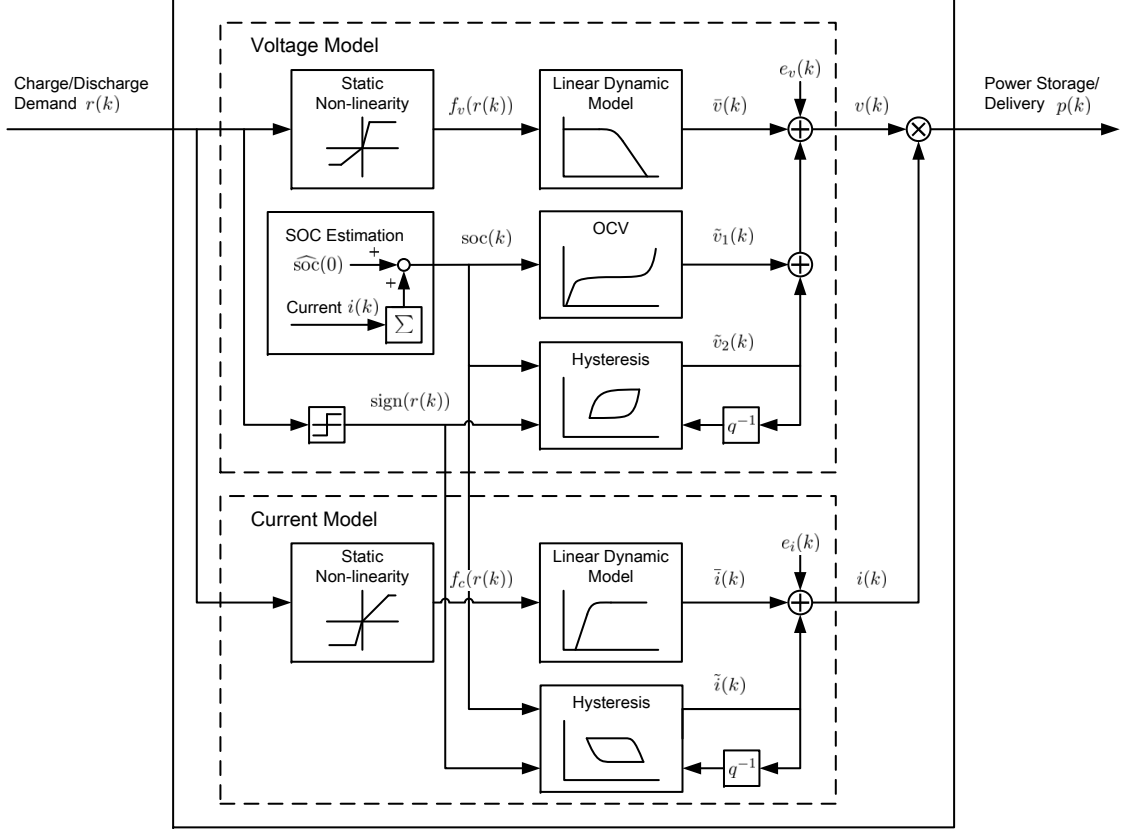 Voltage Model
Charge/Discharge
Demand r(k)
Static
Non-linearity
f_v(r(k))
Linear Dynamic
Model
v̄(k)
e_v(k)
v(k)
Power Storage/
Delivery p(k)
SOC Estimation
\widehat{soc}(0)
+
+
Current i(k)
Σ
soc(k)
OCV
ṽ_1(k)
Hysteresis
ṽ_2(k)
sign(r(k))
q^{-1}
Current Model
Static
Non-linearity
f_c(r(k))
Linear Dynamic
Model
ī(k)
e_i(k)
i(k)
Hysteresis
ĩ(k)
q^{-1}